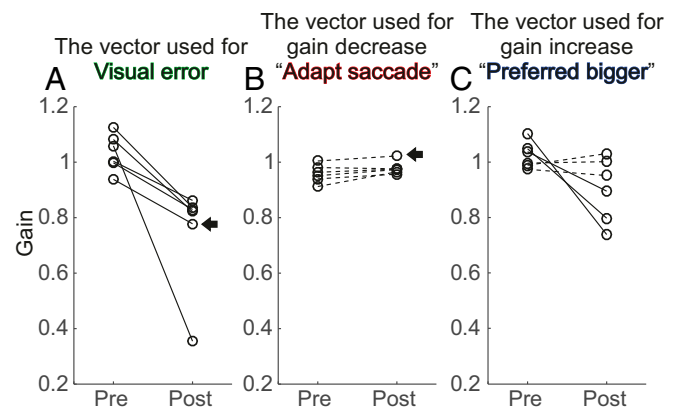 The vector used for
Visual error
The vector used for
gain decrease
“Adapt saccade”
The vector used for
gain increase
“Preferred bigger”
A
B
C
Gain
1.2
1
0.8
0.6
0.4
0.2
Pre
Post
1.2
1
0.8
0.6
0.4
0.2
Pre
Post
1.2
1
0.8
0.6
0.4
0.2
Pre
Post